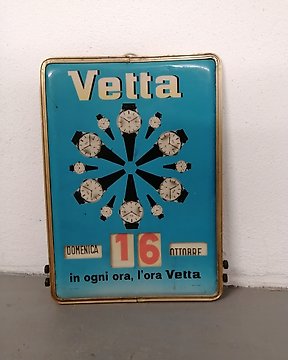 Vetta
DOMENICA 16 OTTOBRE
in ogni ora, l'ora Vetta